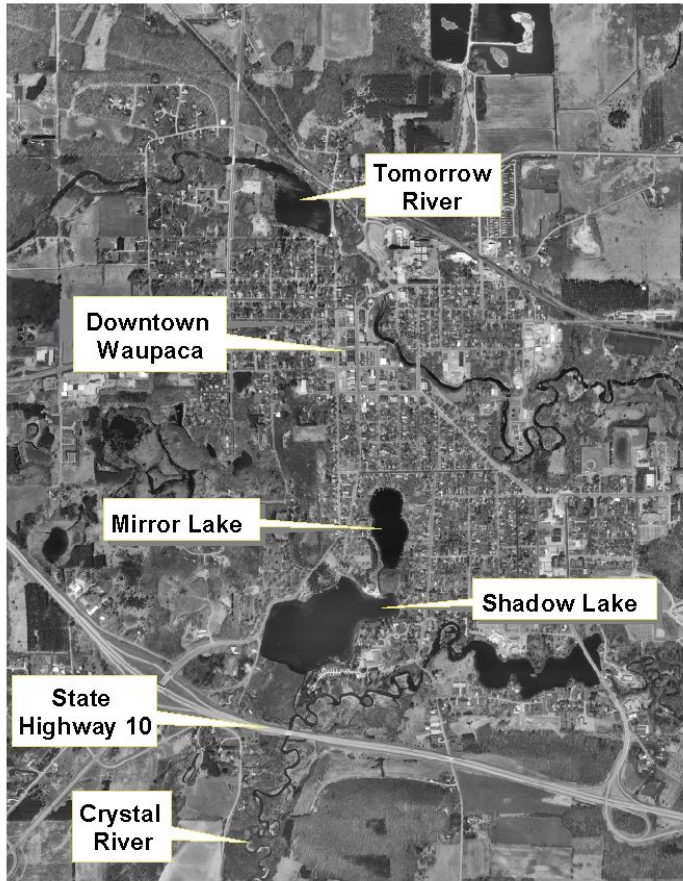 Tomorrow
River
Downtown
Waupaca
Mirror Lake
Shadow Lake
State
Highway 10
Crystal
River